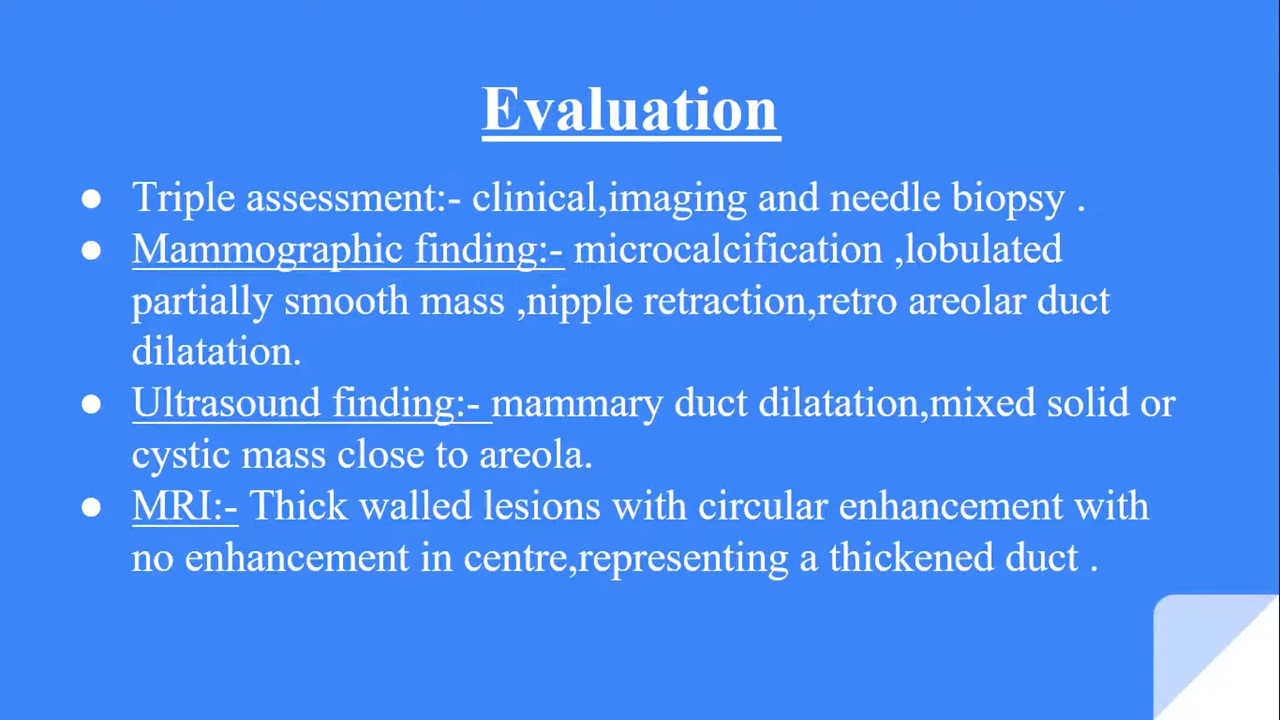 Evaluation
● Triple assessment:- clinical,imaging and needle biopsy .
● Mammographic finding:- microcalcification ,lobulated
partially smooth mass ,nipple retraction,retro areolar duct
dilatation.
● Ultrasound finding:- mammary duct dilatation,mixed solid or
cystic mass close to areola.
● MRI:- Thick walled lesions with circular enhancement with
no enhancement in centre,representing a thickened duct .